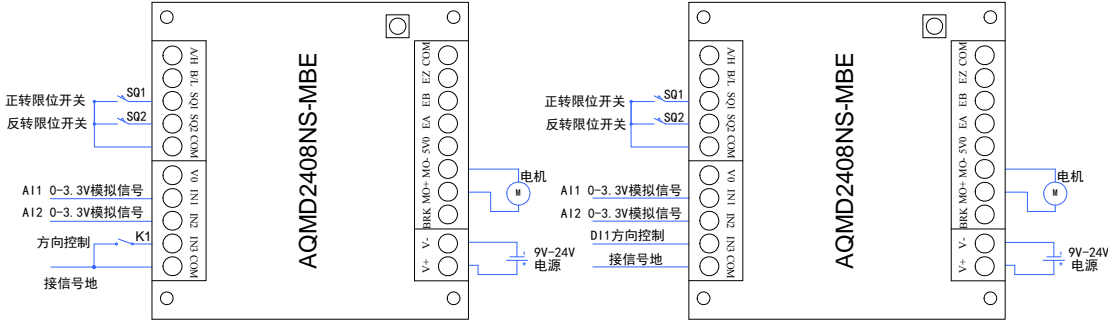 A/H
B/L
SQ1
SQ2
COM
V0
IN1
IN2
IN3
COM
AQMD2408NS-MBE
COM
EZ
EB
EA
5V0
MO-
MO+
BRK
V-
V+
正转限位开关
SQ1
反转限位开关
SQ2
AI1 0-3.3V模拟信号
AI2 0-3.3V模拟信号
方向控制
K1
接信号地
电机
M
9V-24V
电源
A/H
B/L
SQ1
SQ2
COM
V0
IN1
IN2
IN3
COM
AQMD2408NS-MBE
COM
EZ
EB
EA
5V0
MO-
MO+
BRK
V-
V+
正转限位开关
SQ1
反转限位开关
SQ2
AI1 0-3.3V模拟信号
AI2 0-3.3V模拟信号
DI1方向控制
接信号地
电机
M
9V-24V
电源